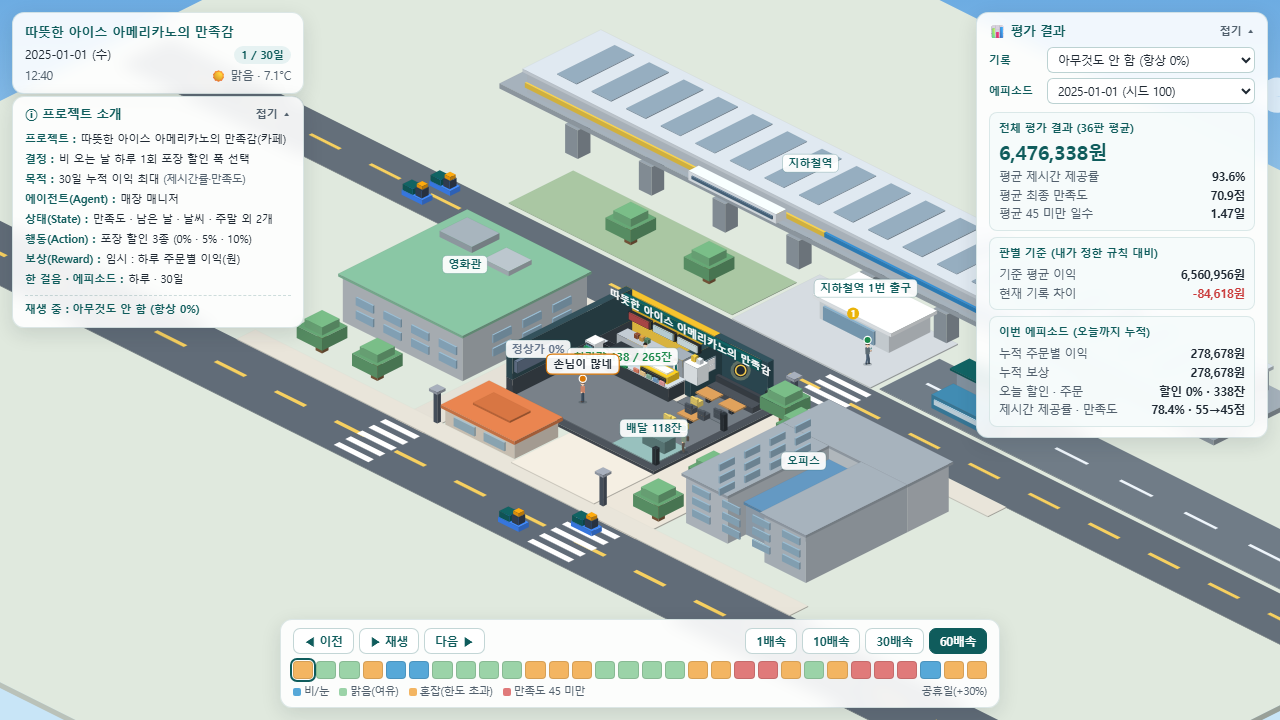 따뜻한 아이스 아메리카노의 만족감
2025-01-01 (수)
1 / 30일
12:40
맑음 · 7.1°C
프로젝트 소개
접기
프로젝트 : 따뜻한 아이스 아메리카노의 만족감(카페)
결정 : 비 오는 날 하루 1회 포장 할인 폭 선택
목적 : 30일 누적 이익 최대 (제시간률·만족도)
에이전트(Agent) : 매장 매니저
상태(State) : 만족도 · 남은 날 · 날씨 · 주말 외 2개
행동(Action) : 포장 할인 3종 (0% · 5% · 10%)
보상(Reward) : 임시 : 하루 주문별 이익(원)
한 걸음 · 에피소드 : 하루 · 30일
재생 중 : 아무것도 안 함 (항상 0%)
지하철역
영화관
지하철 1번 출구
1
따뜻한 아이스 아메리카노의 만족감
정상가 0%
338 / 265잔
손님이 많네
배달 118잔
오피스
평가 결과
접기
기록
아무것도 안 함 (항상 0%)
에피소드
2025-01-01 (시드 100)
전체 평가 결과 (36판 평균)
6,476,338원
평균 제시간 제공률 93.6%
평균 최종 만족도 70.9점
평균 45 미만 일수 1.47일
판별 기준 (내가 정한 규칙 대비)
기준 평균 이익 6,560,956원
현재 기록 차이 -84,618원
이번 에피소드 (오늘까지 누적)
누적 주문별 이익 278,678원
누적 보상 278,678원
오늘 할인 · 주문 할인 0% · 338잔
제시간 제공률 · 만족도 78.4% · 55→45점
◀ 이전
▶ 재생
다음 ▶
1배속
10배속
30배속
60배속
비/눈
맑음(여유)
혼잡(한도 초과)
만족도 45 미만
공휴일(+30%)